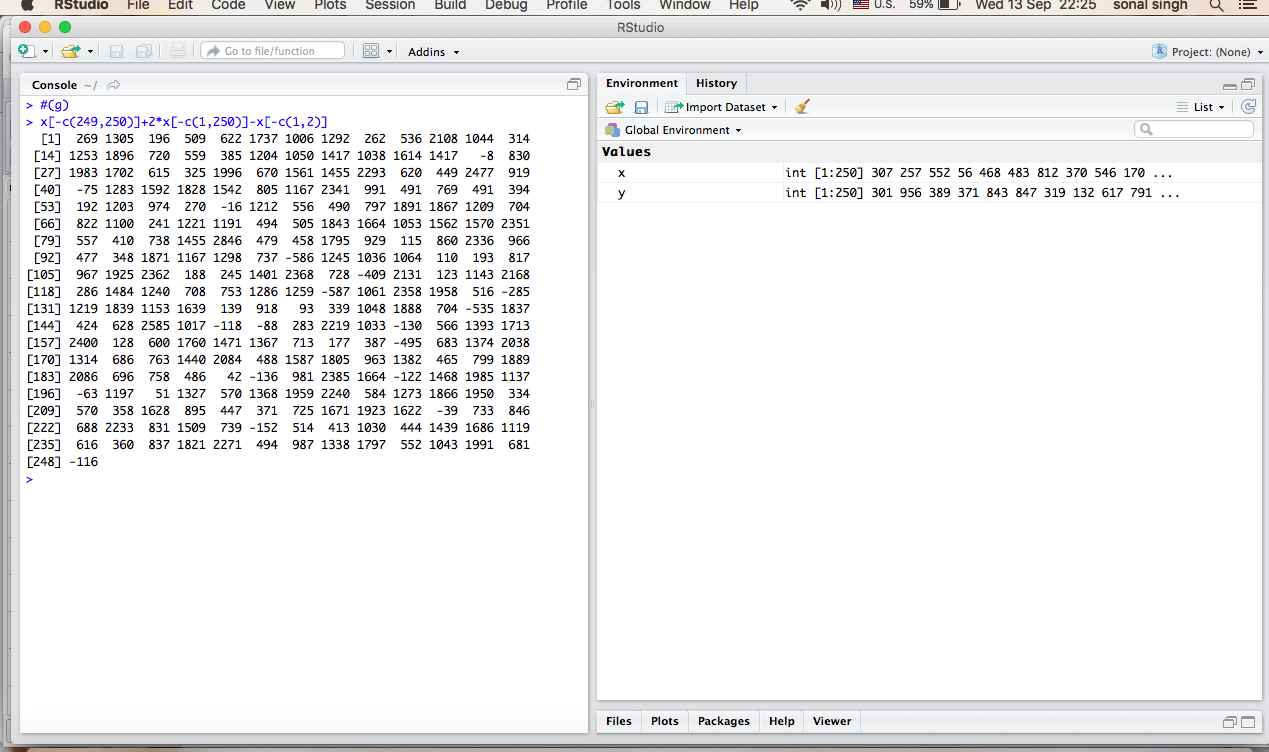 RStudio File Edit Code View Plots Session Build Debug Profile Tools Window Help U.S. 59% Wed 13 Sep 22:25 sonal singh
RStudio
Go to file/function Addins Project: (None)
Console ~/
> #(g)
> x[-c(249,250)]+2*x[-c(1,250)]-x[-c(1,2)]
[1] 269 1305 196 509 622 1737 1006 1292 262 536 2108 1044 314
[14] 1253 1896 720 559 385 1204 1050 1417 1038 1614 1417 -8 830
[27] 1983 1702 615 325 1996 670 1561 1455 2293 620 449 2477 919
[40] -75 1283 1592 1828 1542 805 1167 2341 991 491 769 491 394
[53] 192 1203 974 270 -16 1212 556 490 797 1891 1867 1209 704
[66] 822 1100 241 1221 1191 494 505 1843 1664 1053 1562 1570 2351
[79] 557 410 738 1455 2846 479 458 1795 929 115 860 2336 966
[92] 477 348 1871 1167 1298 737 -586 1245 1036 1064 110 193 817
[105] 967 1925 2362 188 245 1401 2368 728 -409 2131 123 1143 2168
[118] 286 1484 1240 708 753 1286 1259 -587 1061 2358 1958 516 -285
[131] 1219 1839 1153 1639 139 918 93 339 1048 1888 704 -535 1837
[144] 424 628 2585 1017 -118 -88 283 2219 1033 -130 566 1393 1713
[157] 2400 128 600 1760 1471 1367 713 177 387 -495 683 1374 2038
[170] 1314 686 763 1440 2084 488 1587 1805 963 1382 465 799 1889
[183] 2086 696 758 486 42 -136 981 2385 1664 -122 1468 1985 1137
[196] -63 1197 51 1327 570 1368 1959 2240 584 1273 1866 1950 334
[209] 570 358 1628 895 447 371 725 1671 1923 1622 -39 733 846
[222] 688 2233 831 1509 739 -152 514 413 1030 444 1439 1686 1119
[235] 616 360 837 1821 2271 494 987 1338 1797 552 1043 1991 681
[248] -116
>
Environment History
Import Dataset List
Global Environment
Values
x int [1:250] 307 257 552 56 468 483 812 370 546 170 ...
y int [1:250] 301 956 389 371 843 847 319 132 617 791 ...
Files Plots Packages Help Viewer